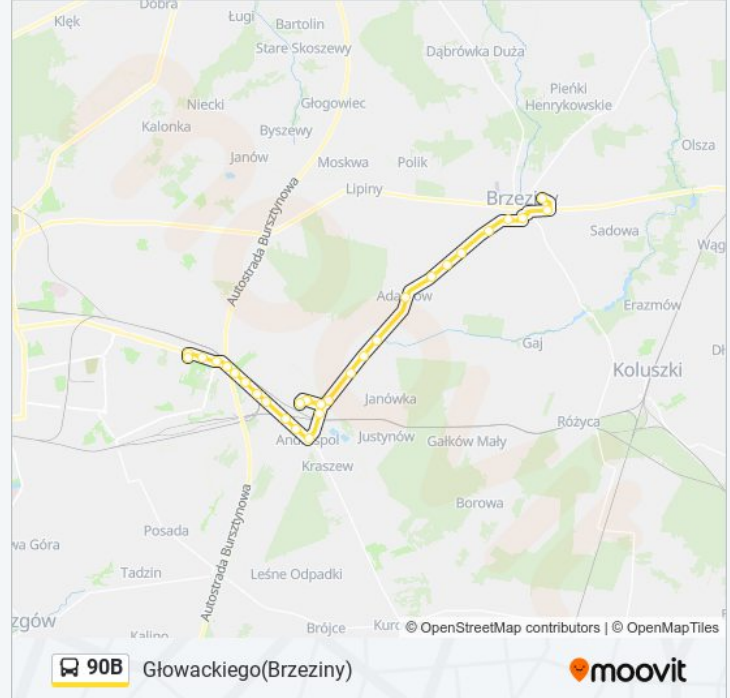 Dobra
Ługi
Bartolin
Klęk
Stare Skoszewy
Dąbrówka Duża
Pieńki
Henrykowskie
Niecki
Głogowiec
Kalonka
Byszewy
Olsza
Janów
Moskwa
Polik
Lipiny
Brzeziny
Autostrada Bursztynowa
Sadowa
Wąg
Adamów
Erazmów
Gaj
Dł
Koluszki
Janówka
Różyca
Andrespol
Justynów
Gałków Mały
Kraszew
Borowa
Posada
wa Góra
Tadzin
Leśne Odpadki
Autostrada Bursztynowa
zgów
Kalino
Brójce
Kurc
© OpenStreetMap contributors | © OpenMapTiles
90B
Głowackiego(Brzeziny)
moovit